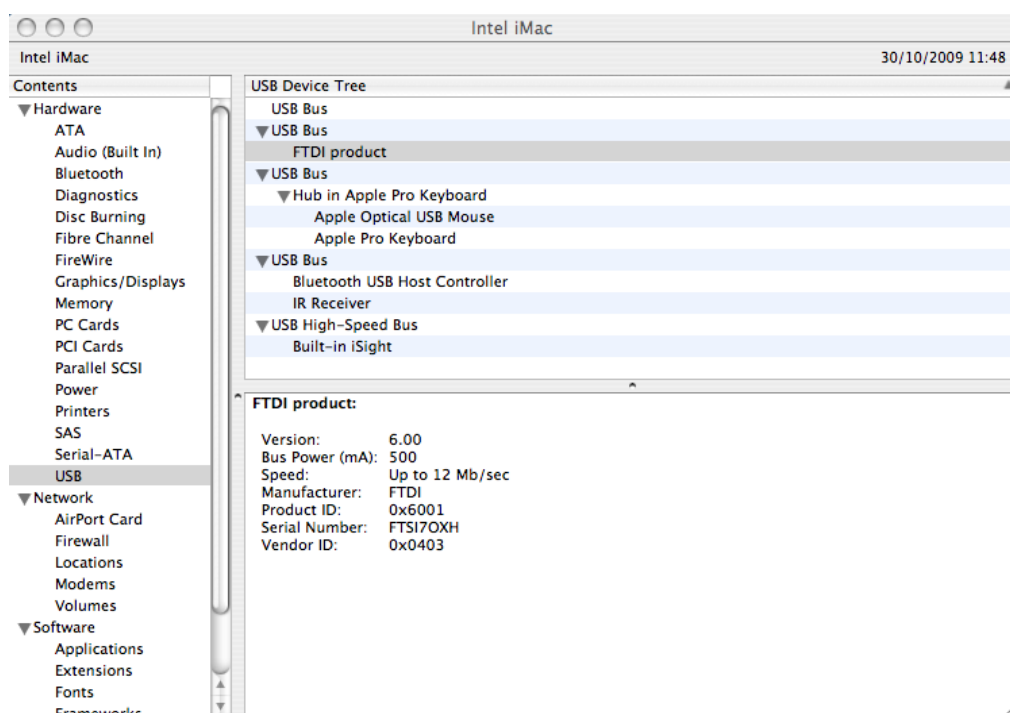 Intel iMac
Intel iMac 30/10/2009 11:48
Contents
Hardware
ATA
Audio (Built In)
Bluetooth
Diagnostics
Disc Burning
Fibre Channel
FireWire
Graphics/Displays
Memory
PC Cards
PCI Cards
Parallel SCSI
Power
Printers
SAS
Serial-ATA
USB
Network
AirPort Card
Firewall
Locations
Modems
Volumes
Software
Applications
Extensions
Fonts
Frameworks
USB Device Tree
USB Bus
USB Bus
FTDI product
USB Bus
Hub in Apple Pro Keyboard
Apple Optical USB Mouse
Apple Pro Keyboard
USB Bus
Bluetooth USB Host Controller
IR Receiver
USB High-Speed Bus
Built-in iSight
FTDI product:
Version: 6.00
Bus Power (mA): 500
Speed: Up to 12 Mb/sec
Manufacturer: FTDI
Product ID: 0x6001
Serial Number: FTSI7OXH
Vendor ID: 0x0403